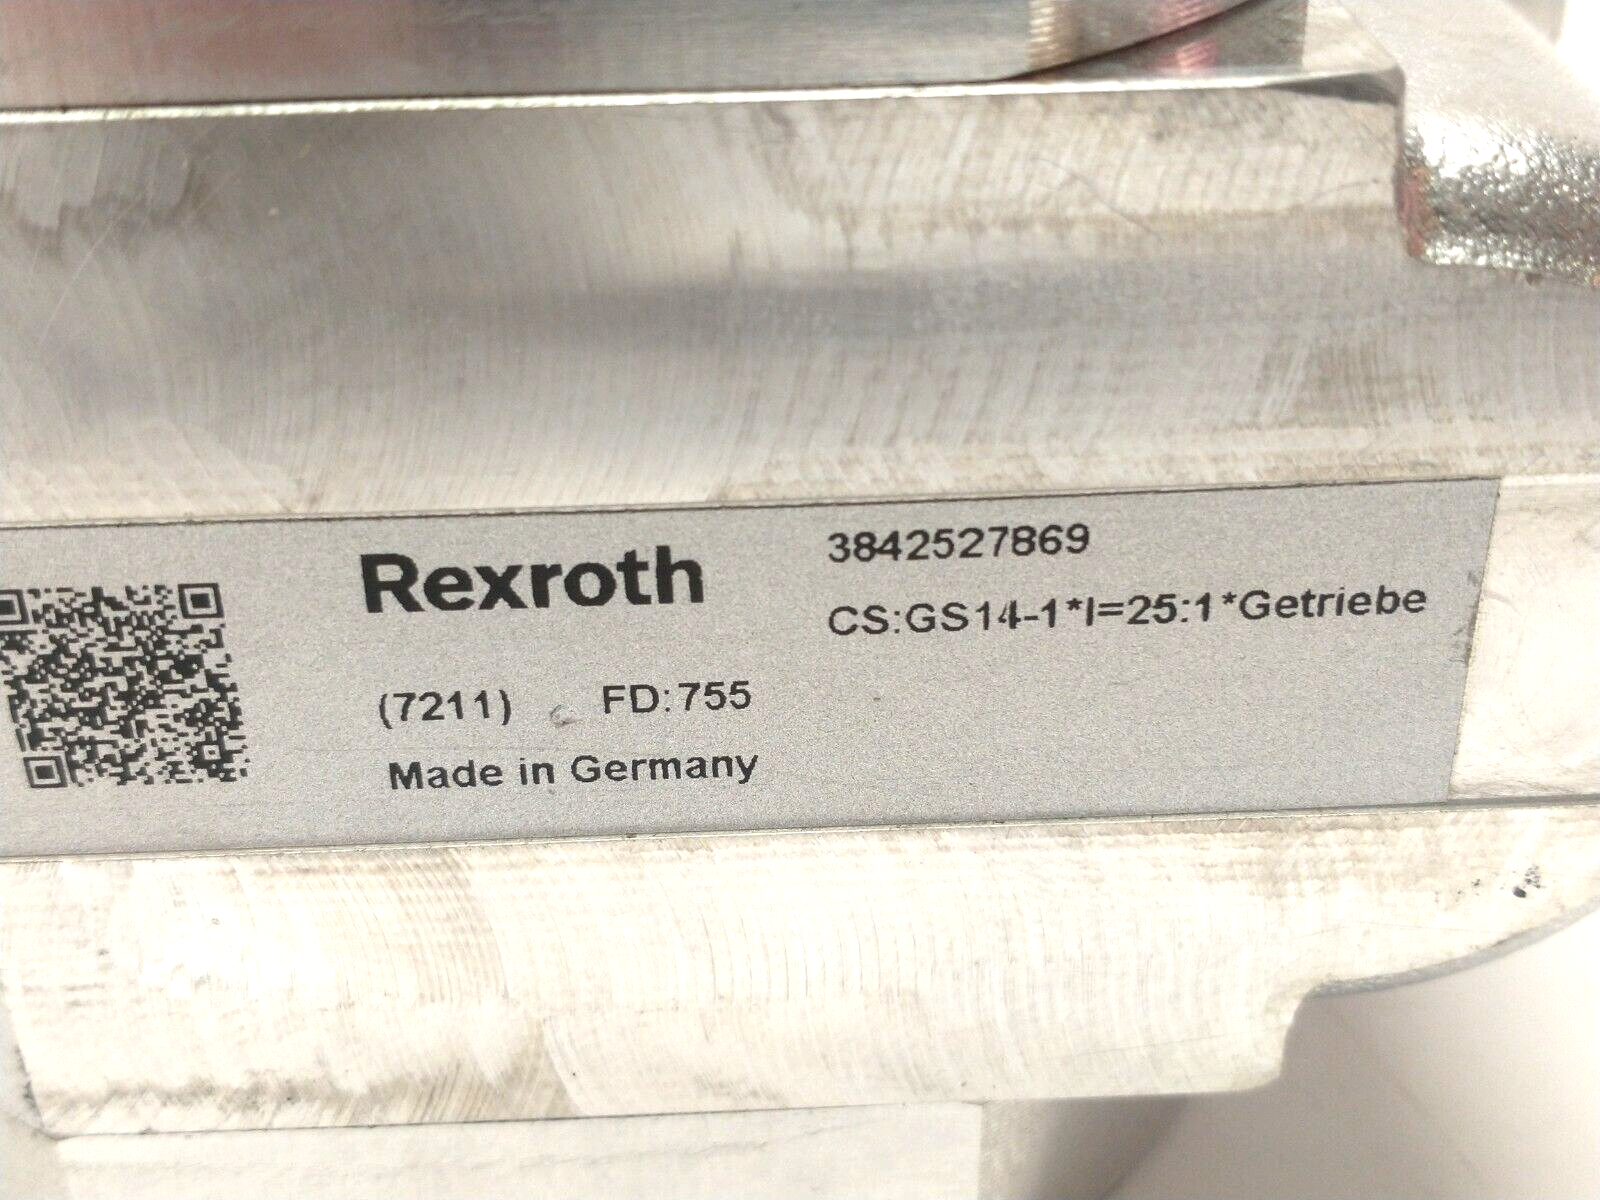 Rexroth
3842527869
CS:GS14-1*I=25:1*Getriebe
(7211) FD:755
Made in Germany